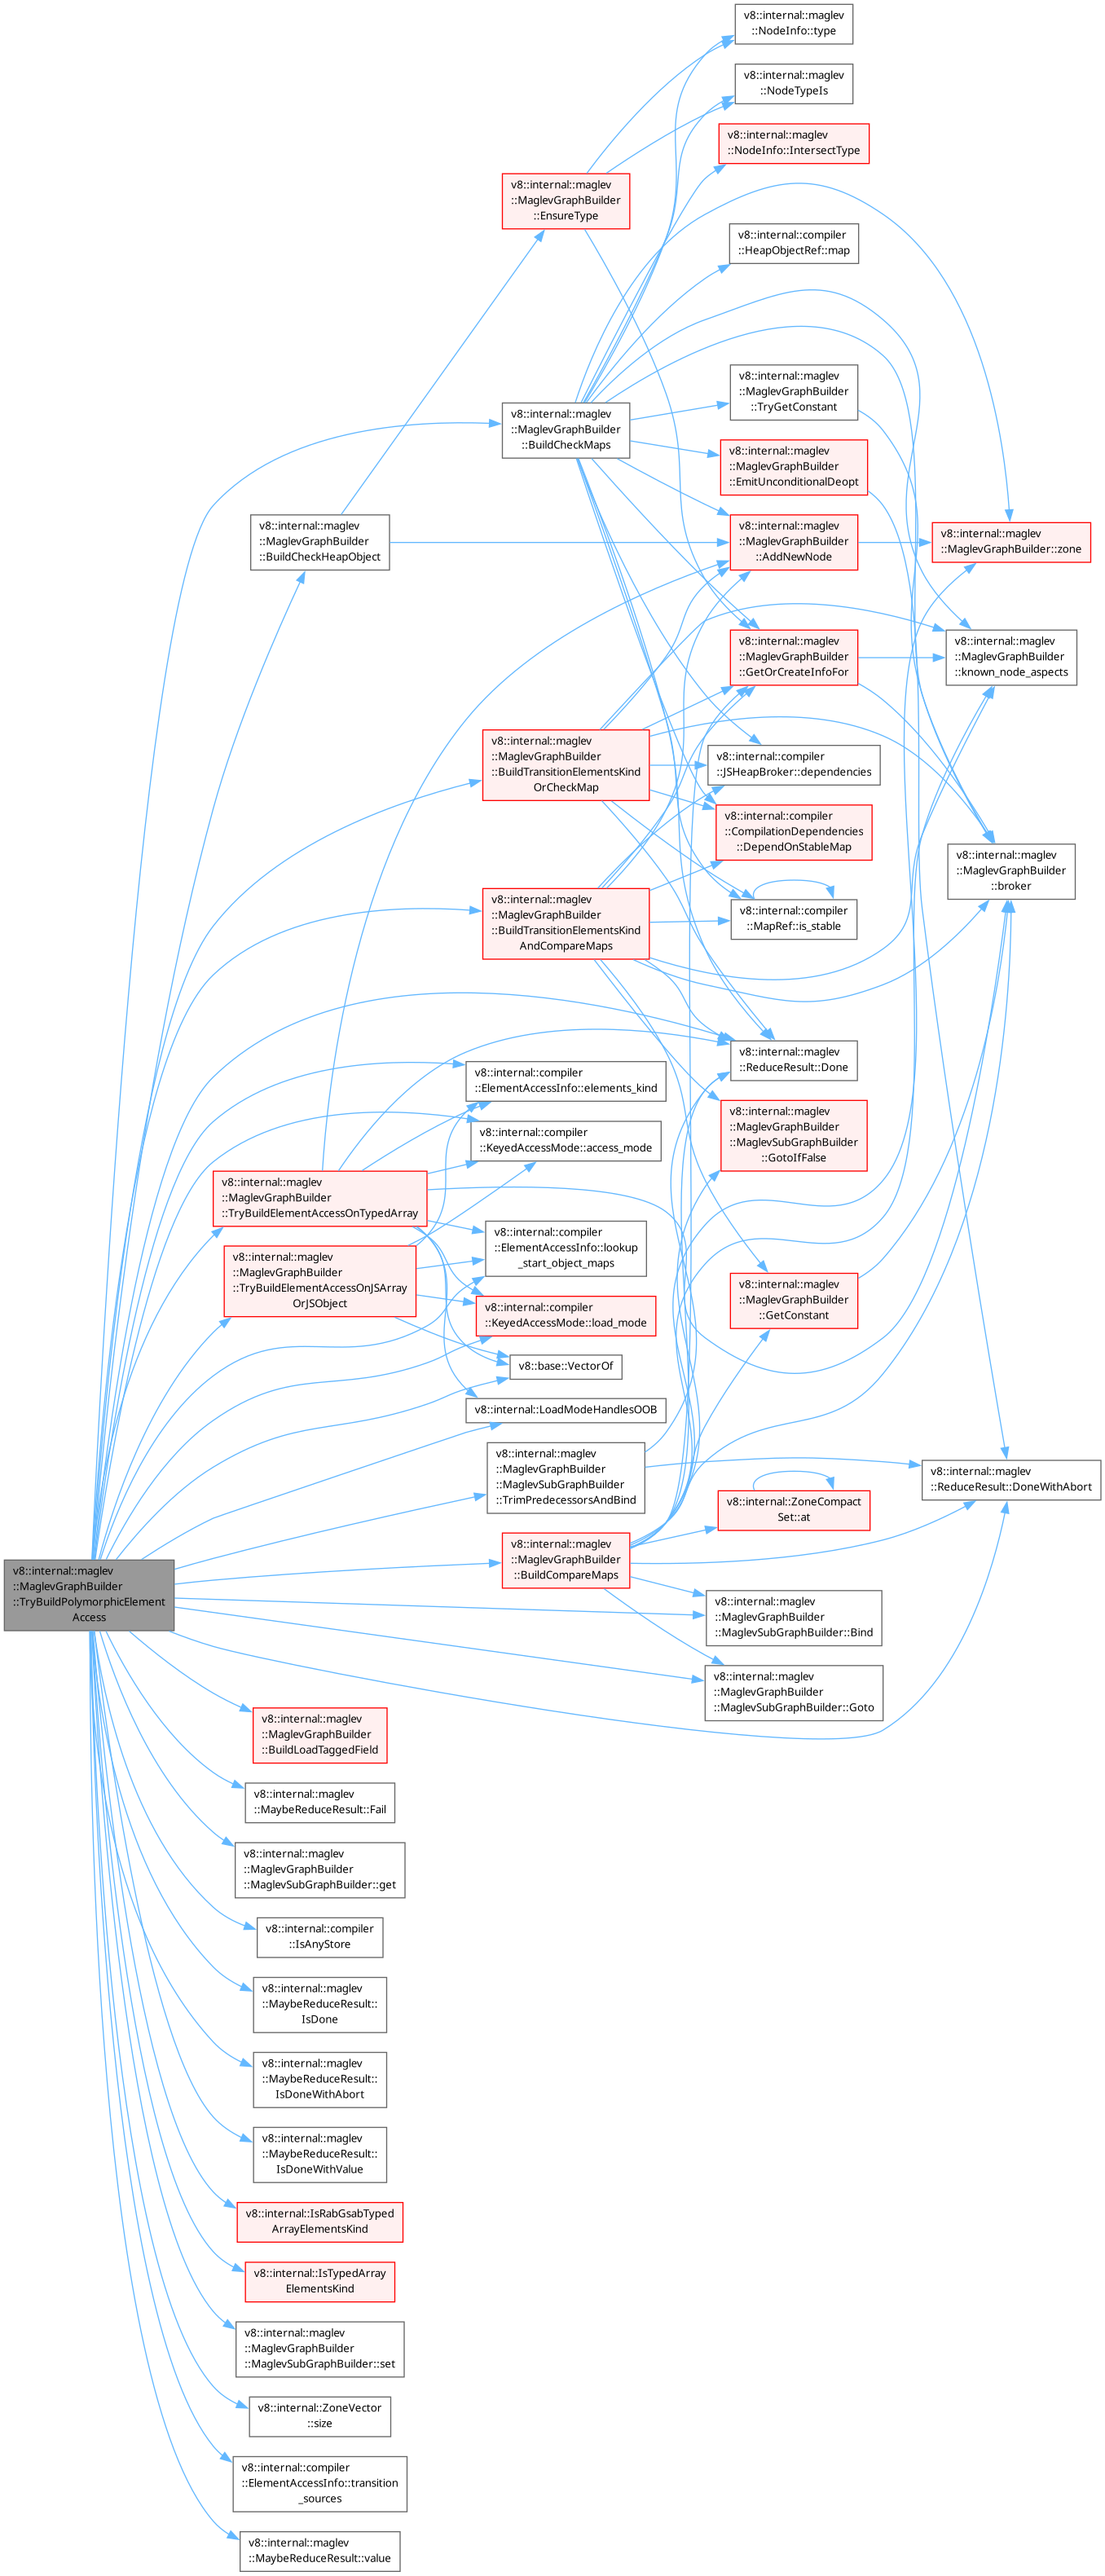 v8::internal::maglev
::NodeInfo::type
v8::internal::maglev
::NodeTypeIs
v8::internal::maglev
::NodeInfo::IntersectType
v8::internal::maglev
::MaglevGraphBuilder
::EnsureType
v8::internal::compiler
::HeapObjectRef::map
v8::internal::maglev
::MaglevGraphBuilder
::TryGetConstant
v8::internal::maglev
::MaglevGraphBuilder
::BuildCheckMaps
v8::internal::maglev
::MaglevGraphBuilder
::EmitUnconditionalDeopt
v8::internal::maglev
::MaglevGraphBuilder
::BuildCheckHeapObject
v8::internal::maglev
::MaglevGraphBuilder
::AddNewNode
v8::internal::maglev
::MaglevGraphBuilder::zone
v8::internal::maglev
::MaglevGraphBuilder
::GetOrCreateInfoFor
v8::internal::maglev
::MaglevGraphBuilder
::known_node_aspects
v8::internal::maglev
::MaglevGraphBuilder
::BuildTransitionElementsKind
OrCheckMap
v8::internal::compiler
::JSHeapBroker::dependencies
v8::internal::compiler
::CompilationDependencies
::DependOnStableMap
v8::internal::maglev
::MaglevGraphBuilder
::broker
v8::internal::maglev
::MaglevGraphBuilder
::BuildTransitionElementsKind
AndCompareMaps
v8::internal::compiler
::MapRef::is_stable
v8::internal::maglev
::ReduceResult::Done
v8::internal::compiler
::ElementAccessInfo::elements_kind
v8::internal::maglev
::MaglevGraphBuilder
::MaglevSubGraphBuilder
::GotoIfFalse
v8::internal::compiler
::KeyedAccessMode::access_mode
v8::internal::maglev
::MaglevGraphBuilder
::TryBuildElementAccessOnTypedArray
v8::internal::compiler
::ElementAccessInfo::lookup
_start_object_maps
v8::internal::maglev
::MaglevGraphBuilder
::TryBuildElementAccessOnJSArray
OrJSObject
v8::internal::maglev
::MaglevGraphBuilder
::GetConstant
v8::internal::compiler
::KeyedAccessMode::load_mode
v8::base::VectorOf
v8::internal::LoadModeHandlesOOB
v8::internal::maglev
::MaglevGraphBuilder
::MaglevSubGraphBuilder
::TrimPredecessorsAndBind
v8::internal::maglev
::ReduceResult::DoneWithAbort
v8::internal::ZoneCompact
Set::at
v8::internal::maglev
::MaglevGraphBuilder
::BuildCompareMaps
v8::internal::maglev
::MaglevGraphBuilder
::TryBuildPolymorphicElement
Access
v8::internal::maglev
::MaglevGraphBuilder
::MaglevSubGraphBuilder::Bind
v8::internal::maglev
::MaglevGraphBuilder
::MaglevSubGraphBuilder::Goto
v8::internal::maglev
::MaglevGraphBuilder
::BuildLoadTaggedField
v8::internal::maglev
::MaybeReduceResult::Fail
v8::internal::maglev
::MaglevGraphBuilder
::MaglevSubGraphBuilder::get
v8::internal::compiler
::IsAnyStore
v8::internal::maglev
::MaybeReduceResult::
IsDone
v8::internal::maglev
::MaybeReduceResult::
IsDoneWithAbort
v8::internal::maglev
::MaybeReduceResult::
IsDoneWithValue
v8::internal::IsRabGsabTyped
ArrayElementsKind
v8::internal::IsTypedArray
ElementsKind
v8::internal::maglev
::MaglevGraphBuilder
::MaglevSubGraphBuilder::set
v8::internal::ZoneVector
::size
v8::internal::compiler
::ElementAccessInfo::transition
_sources
v8::internal::maglev
::MaybeReduceResult::value